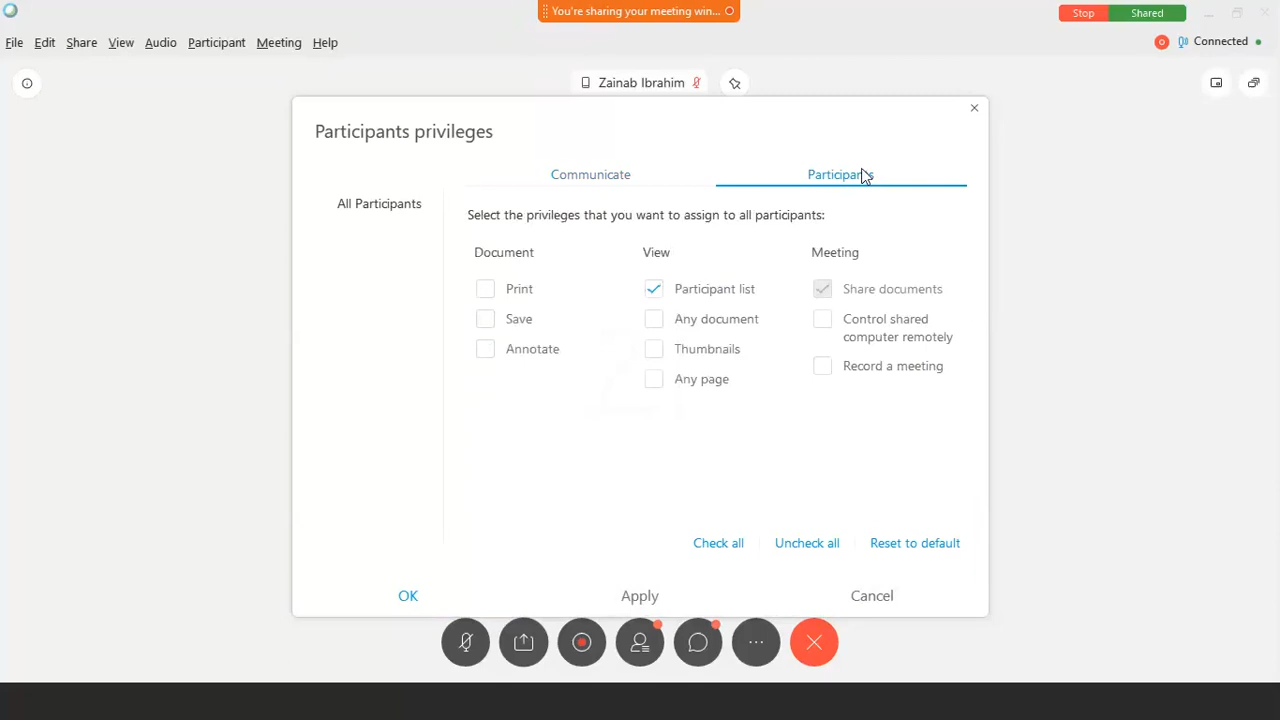 You're sharing your meeting win...
Stop Shared
File Edit Share View Audio Participant Meeting Help
Connected
Zainab Ibrahim
Participants privileges
Communicate Participants
All Participants
Select the privileges that you want to assign to all participants:
Document View Meeting
Print Participant list Share documents
Save Any document Control shared
computer remotely
Annotate Thumbnails
Record a meeting
Any page
Check all Uncheck all Reset to default
OK Apply Cancel